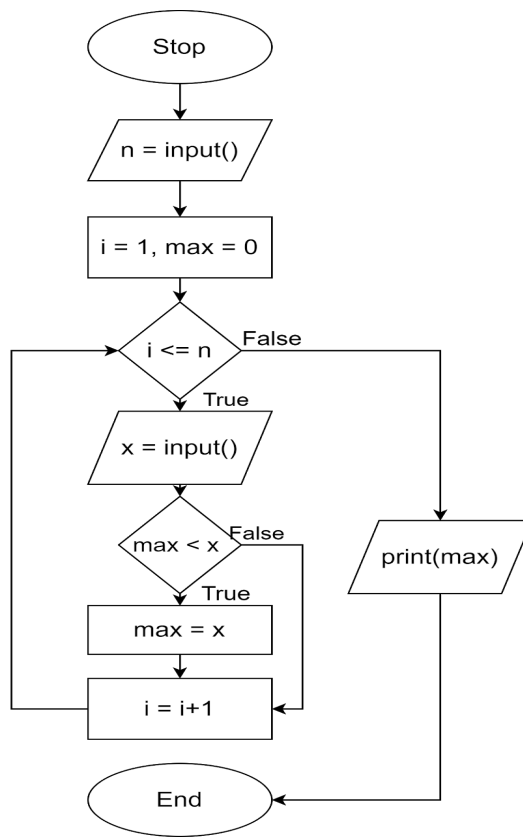 Stop
n = input()
i = 1, max = 0
i <= n
False
True
x = input()
max < x
False
True
max = x
i = i+1
print(max)
End